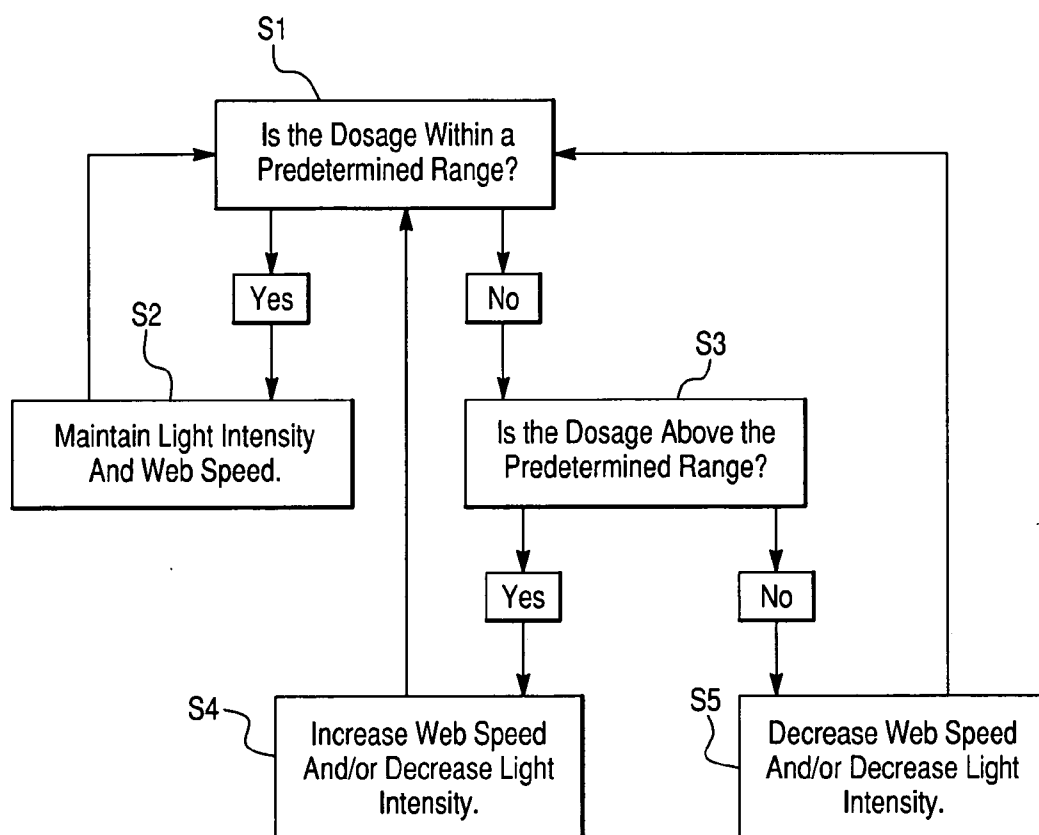 S1
Is the Dosage Within a
Predetermined Range?
Yes
No
S2
Maintain Light Intensity
And Web Speed.
S3
Is the Dosage Above the
Predetermined Range?
Yes
No
S4
Increase Web Speed
And/or Decrease Light
Intensity.
S5
Decrease Web Speed
And/or Decrease Light
Intensity.